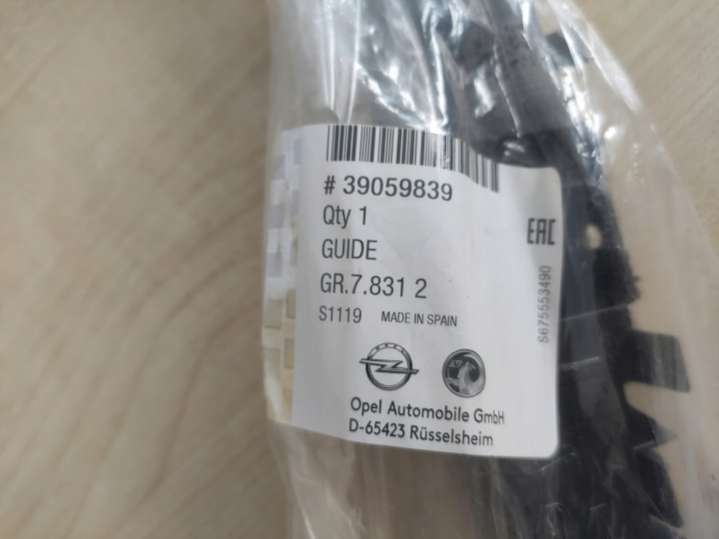 # 39059839
Qty 1
GUIDE
GR.7.831 2
S1119 MADE IN SPAIN
EAC
S675553490
Opel Automobile GmbH
D-65423 Rüsselsheim